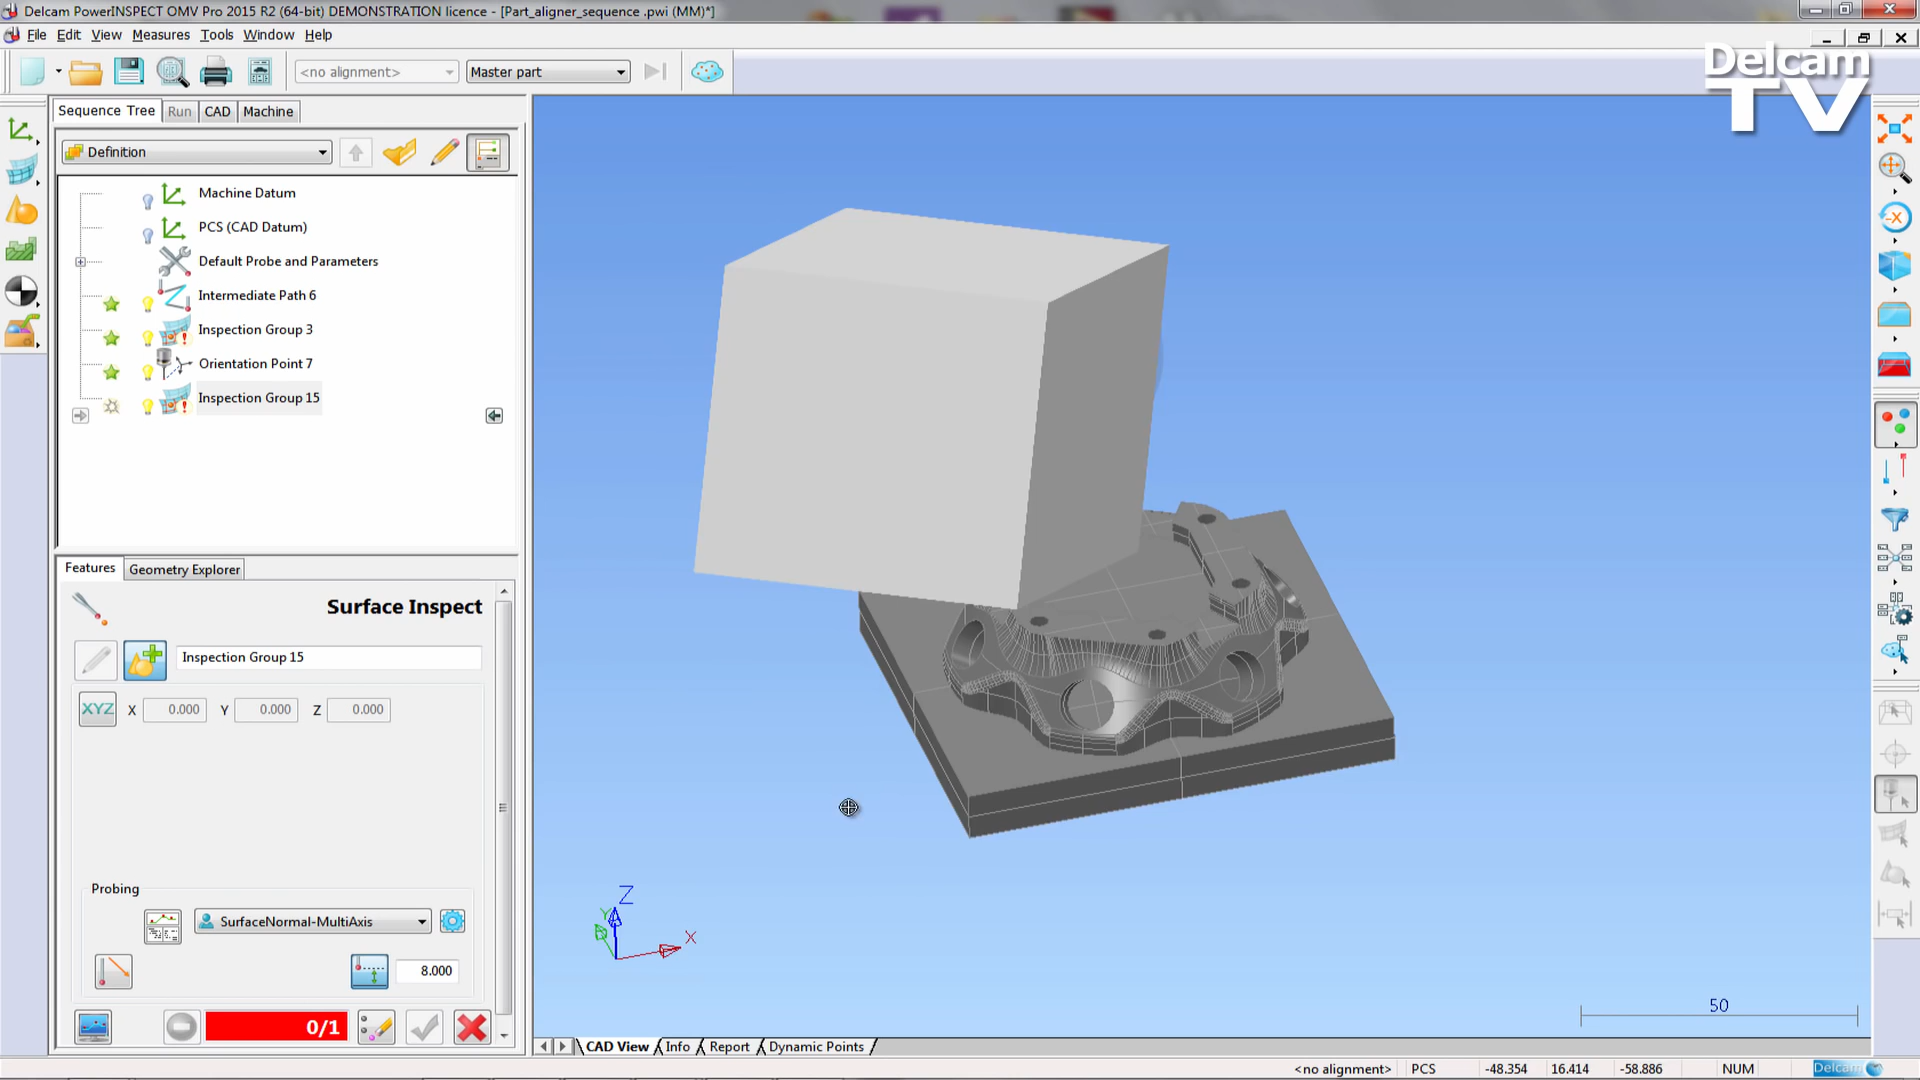 Delcam PowerINSPECT OMV Pro 2015 R2 (64-bit) DEMONSTRATION licence - [Part_aligner_sequence .pwi (MM)*]
File Edit View Measures Tools Window Help
<no alignment> Master part
Delcam
TV
Sequence Tree Run CAD Machine
Definition
Machine Datum
PCS (CAD Datum)
Default Probe and Parameters
Intermediate Path 6
Inspection Group 3
Orientation Point 7
Inspection Group 15
Features Geometry Explorer
Surface Inspect
Inspection Group 15
XYZ X 0.000 Y 0.000 Z 0.000
Probing
SurfaceNormal-MultiAxis
8.000
0/1
Z
Y
X
50
-X
CAD View Info Report Dynamic Points
<no alignment> PCS -48.354 16.414 -58.886 NUM Delcam